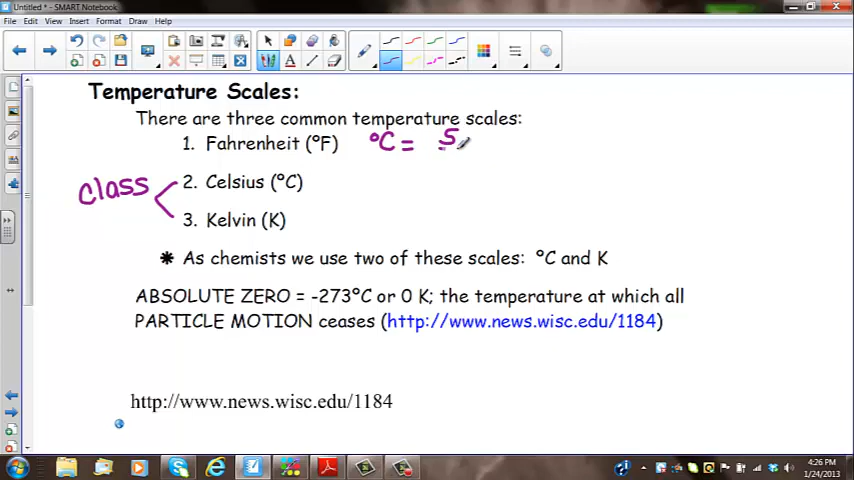 Untitled * - SMART Notebook
File Edit View Insert Format Draw Help
Temperature Scales:
There are three common temperature scales:
1. Fahrenheit (°F) °C = 5
class
2. Celsius (°C)
3. Kelvin (K)
✷ As chemists we use two of these scales: °C and K
ABSOLUTE ZERO = -273°C or 0 K; the temperature at which all
PARTICLE MOTION ceases (http://www.news.wisc.edu/1184)
http://www.news.wisc.edu/1184
4:26 PM
1/24/2013